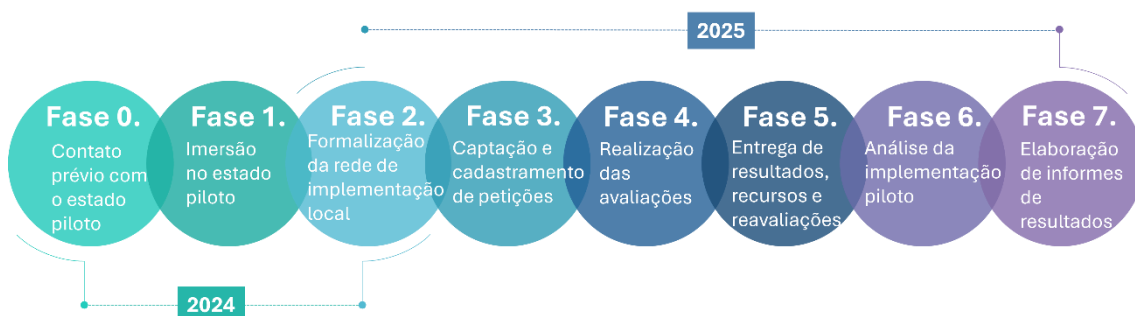 2025
Fase 0.
Contato
prévio com
o estado
piloto
Fase 1.
Imersão
no estado
piloto
Fase 2.
Formalização
da rede de
implementação
local
Fase 3.
Captação e
cadastramento
de petições
Fase 4.
Realização
das
avaliações
Fase 5.
Entrega de
resultados,
recursos e
reavaliações
Fase 6.
Análise da
implementação
piloto
Fase 7.
Elaboração
de informes
de
resultados
2024